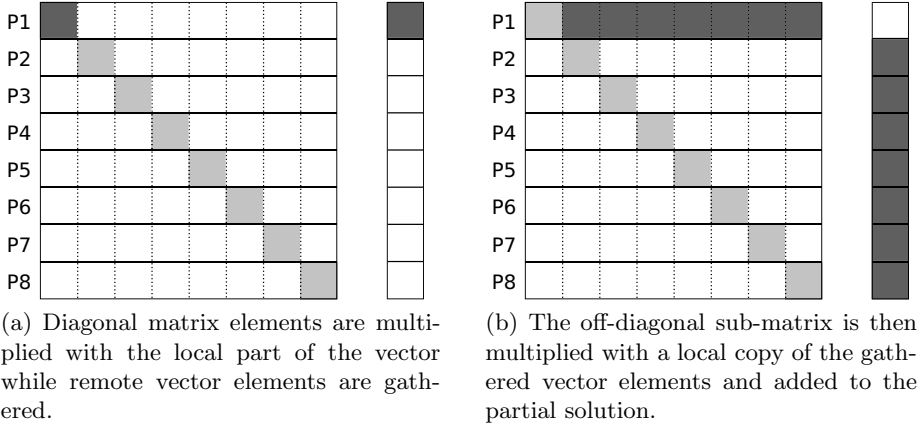 P1
P2
P3
P4
P5
P6
P7
P8
(a) Diagonal matrix elements are multi-
plied with the local part of the vector
while remote vector elements are gath-
ered.
P1
P2
P3
P4
P5
P6
P7
P8
(b) The off-diagonal sub-matrix is then
multiplied with a local copy of the gath-
ered vector elements and added to the
partial solution.